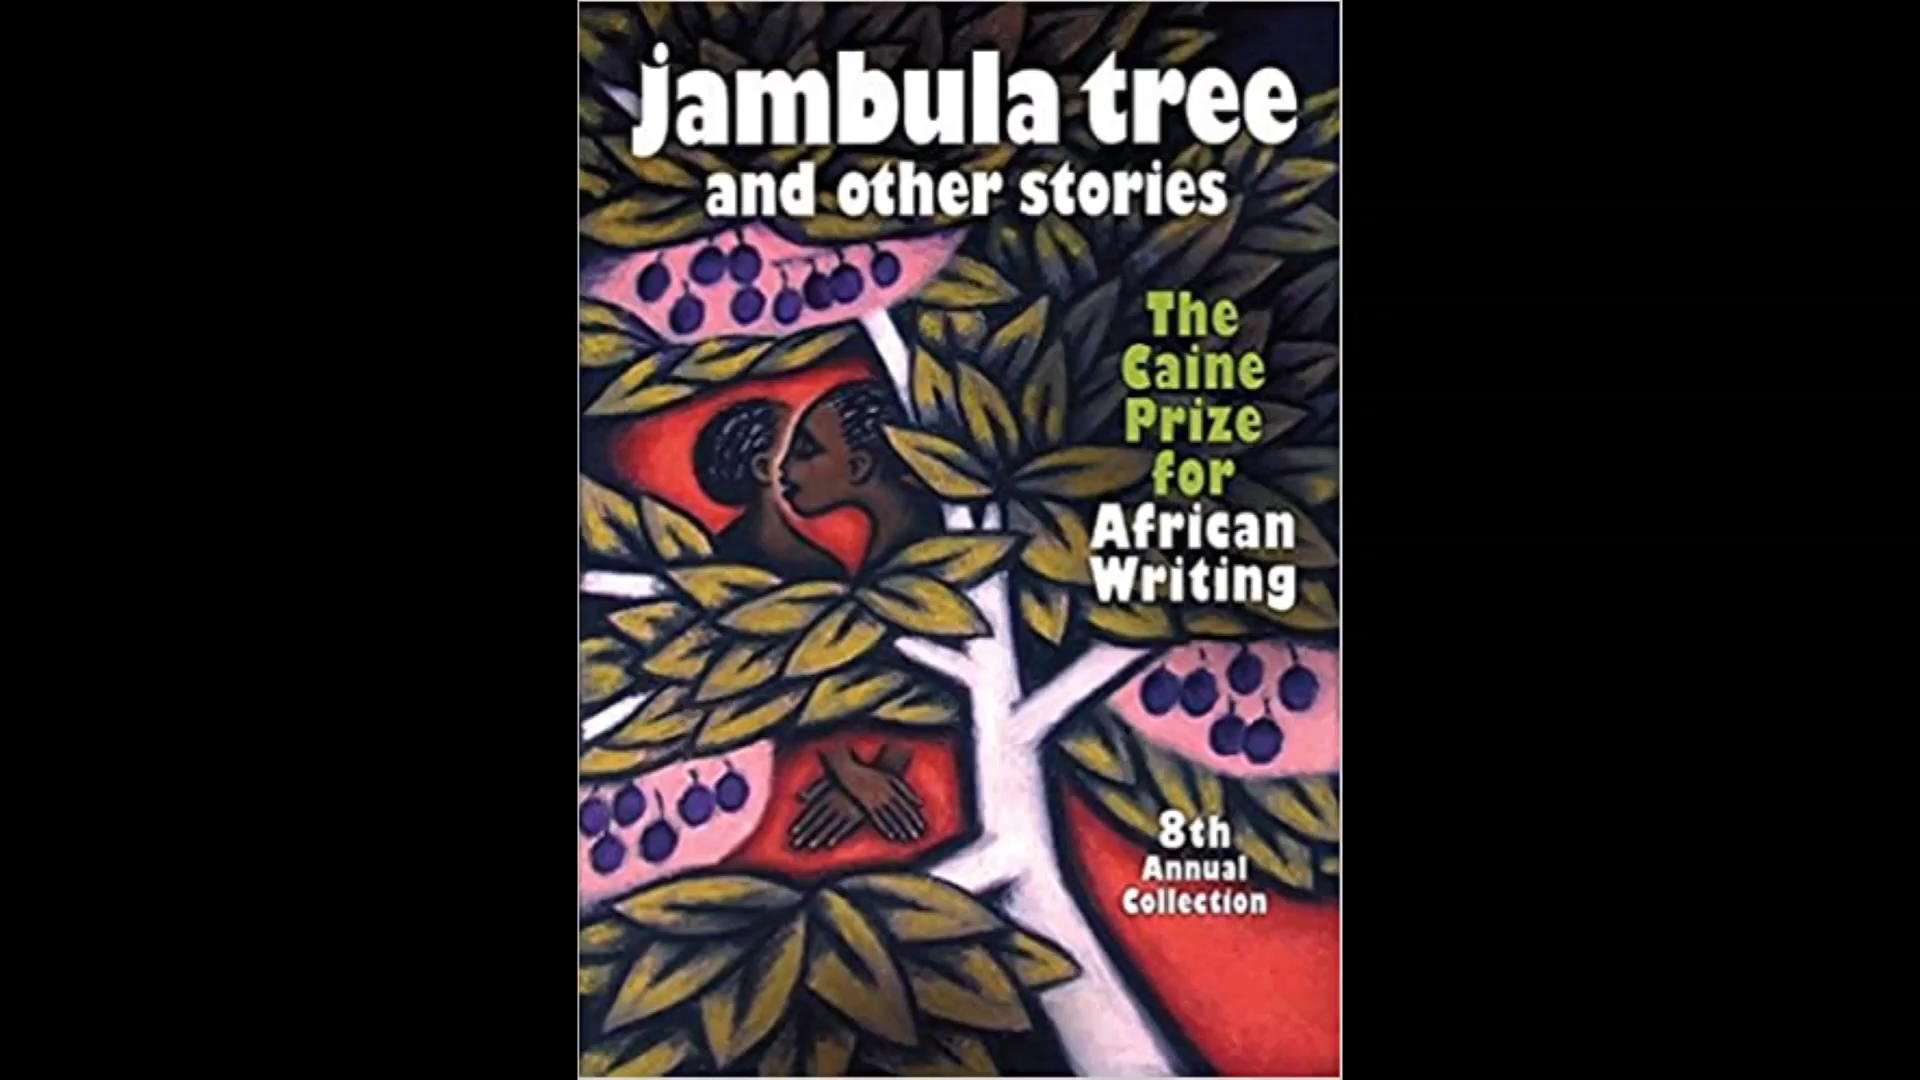 jambula tree
and other stories
The
Caine
Prize
for
African
Writing
8th
Annual
Collection